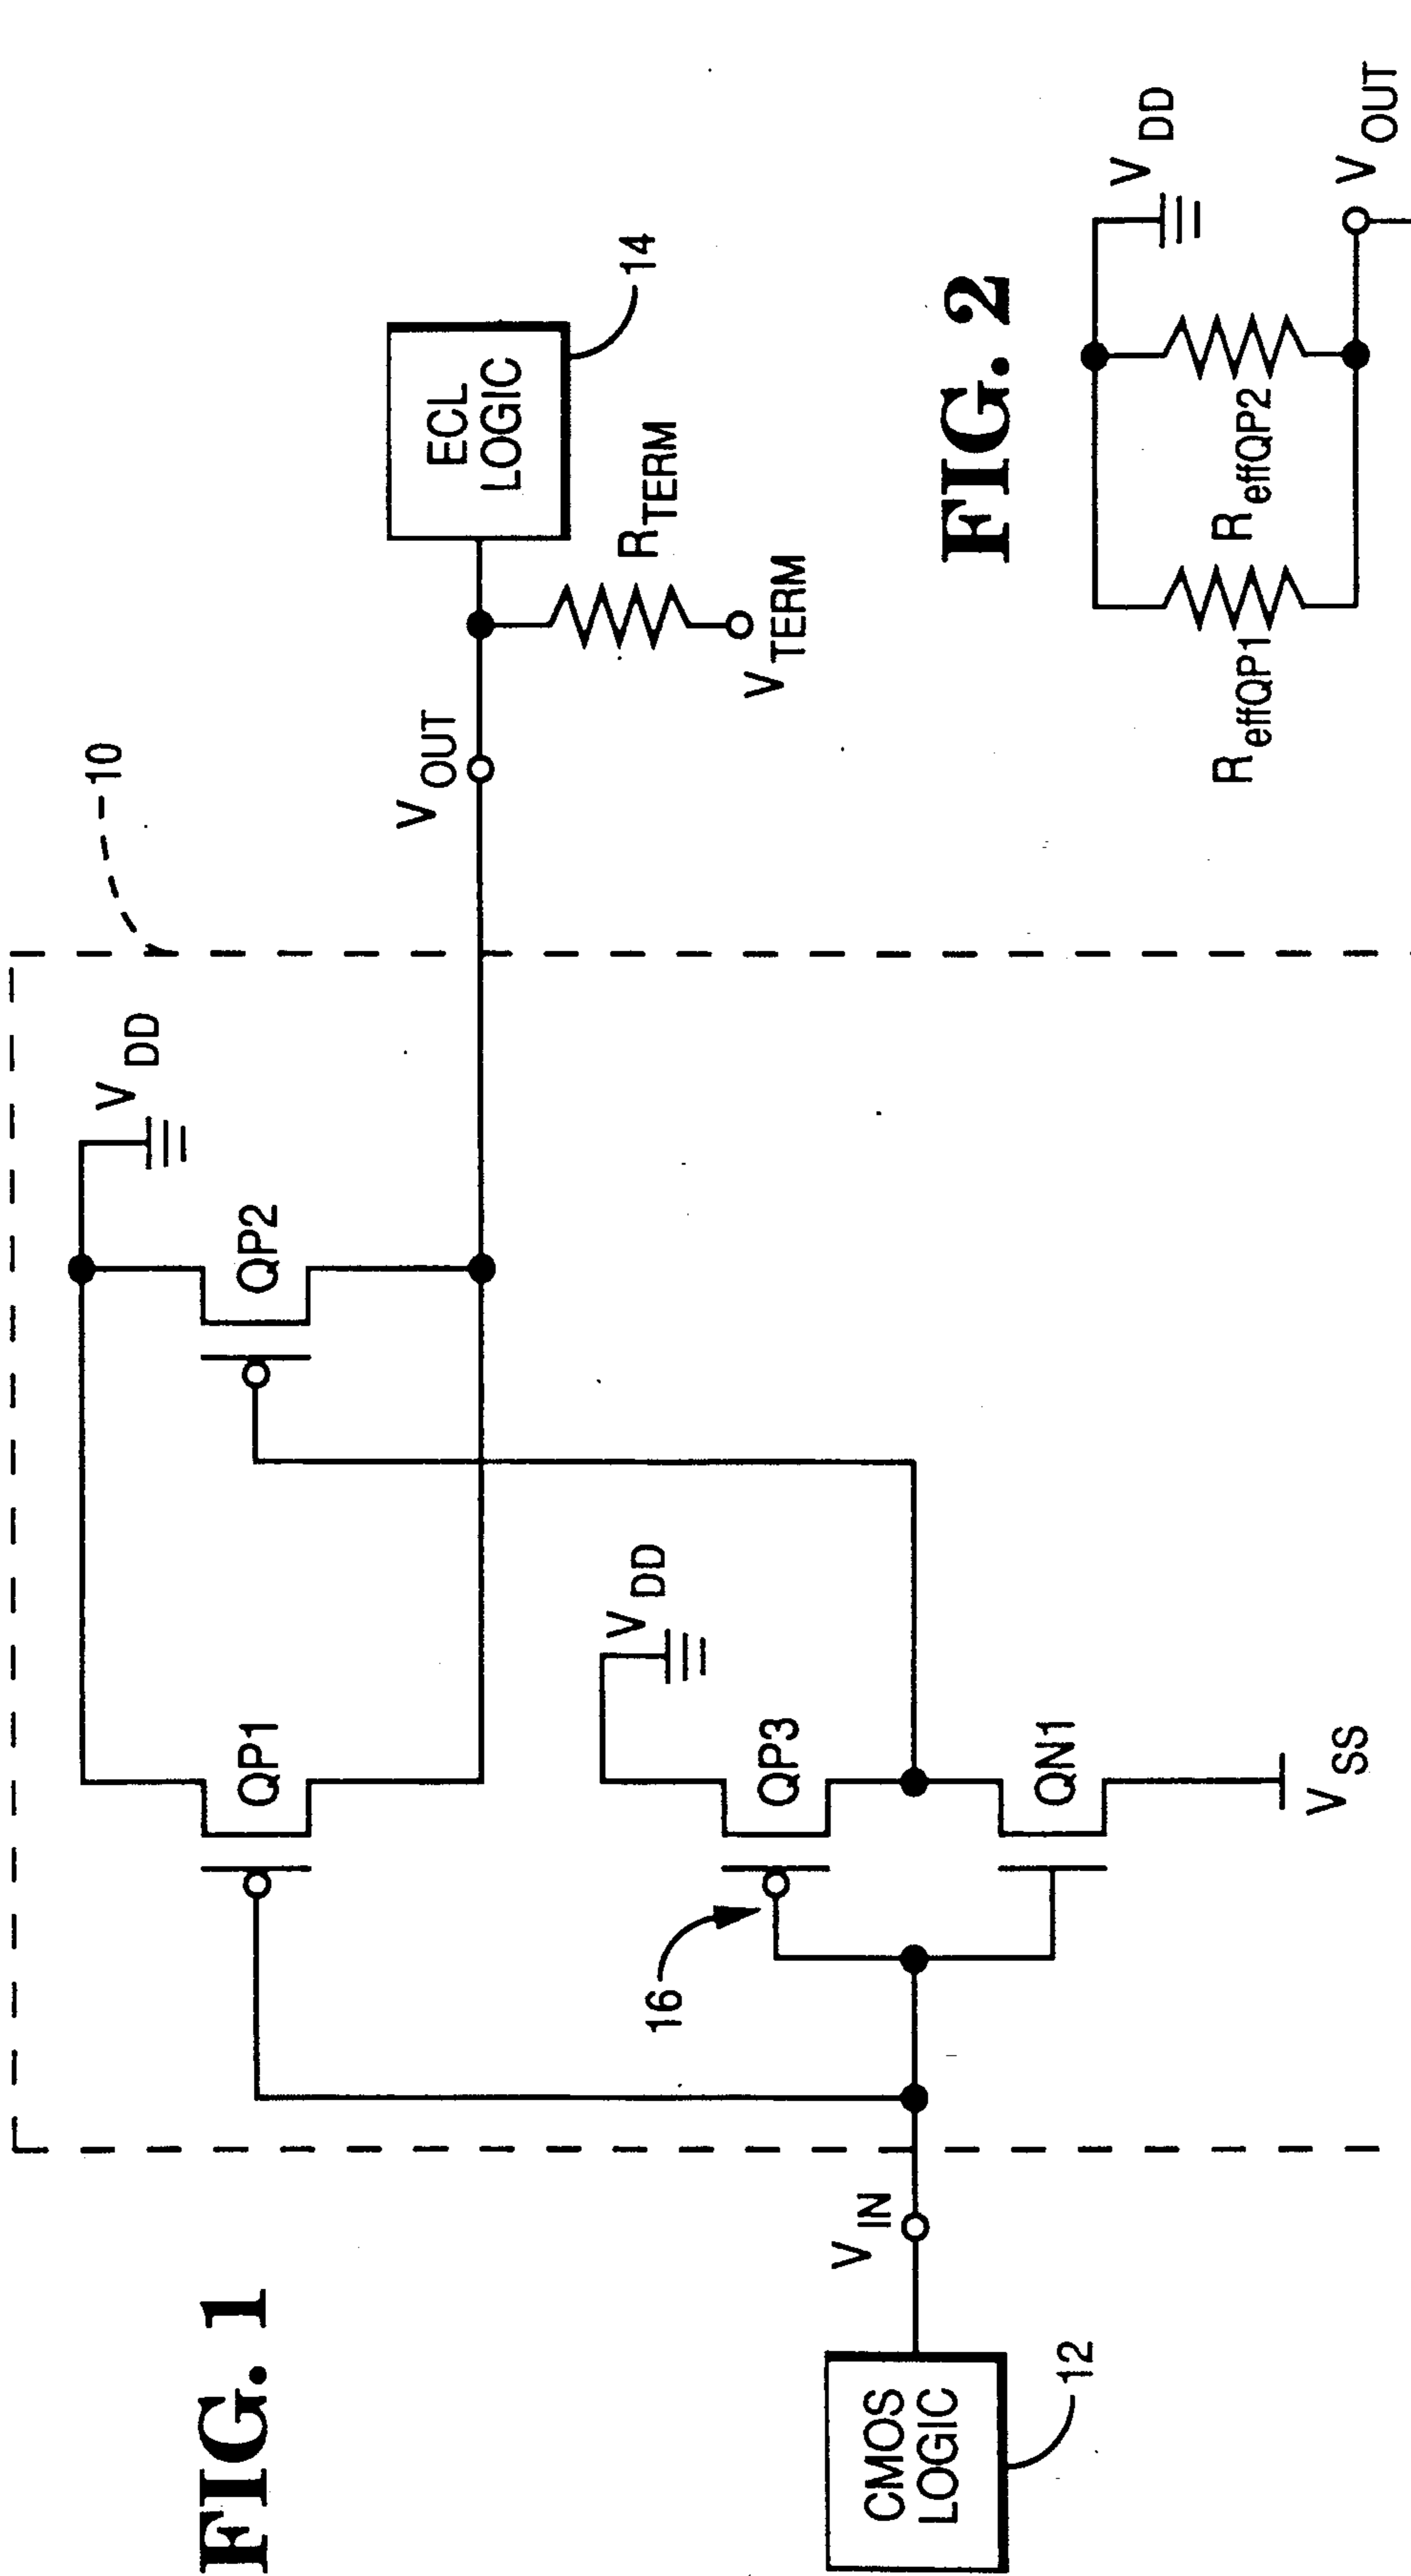 FIG. 1
10
V DD
QP1
QP2
V OUT
ECL
LOGIC
14
R TERM
V TERM
16
V DD
QP3
QN1
V SS
V IN
CMOS
LOGIC
12
FIG. 2
V DD
R effQP1
R effQP2
V OUT